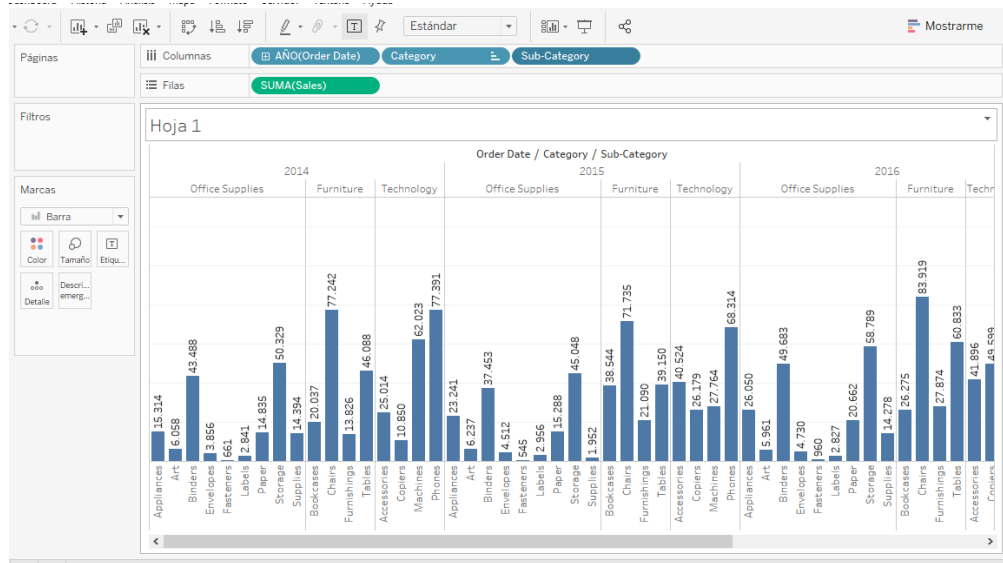 Estándar
Mostrarme
Páginas
iii Columnas
AÑO(Order Date)
Category
Sub-Category
Filas
SUMA(Sales)
Filtros
Hoja 1
Marcas
Barra
Color
Tamaño
Etiqu...
Detalle
Descri...
emerg...
Order Date / Category / Sub-Category
2014
2015
2016
Office Supplies
Furniture
Technology
Office Supplies
Furniture
Technology
Office Supplies
Furniture
Techr
15.314
6.058
43.488
3.856
661
2.841
14.835
50.329
14.394
20.037
77.242
13.826
46.088
25.014
10.850
62.023
77.391
23.241
6.237
37.453
4.512
545
2.956
15.288
45.048
1.952
38.544
71.735
21.090
39.150
40.524
26.179
27.764
68.314
26.050
5.961
49.683
4.730
960
2.827
20.662
58.789
14.278
26.275
83.919
27.874
60.833
41.896
49.599
Appliances
Art
Binders
Envelopes
Fasteners
Labels
Paper
Storage
Supplies
Bookcases
Chairs
Furnishings
Tables
Accessories
Copiers
Machines
Phones
Appliances
Art
Binders
Envelopes
Fasteners
Labels
Paper
Storage
Supplies
Bookcases
Chairs
Furnishings
Tables
Accessories
Copiers
Machines
Phones
Appliances
Art
Binders
Envelopes
Fasteners
Labels
Paper
Storage
Supplies
Bookcases
Chairs
Furnishings
Tables
Accessories
Copiers